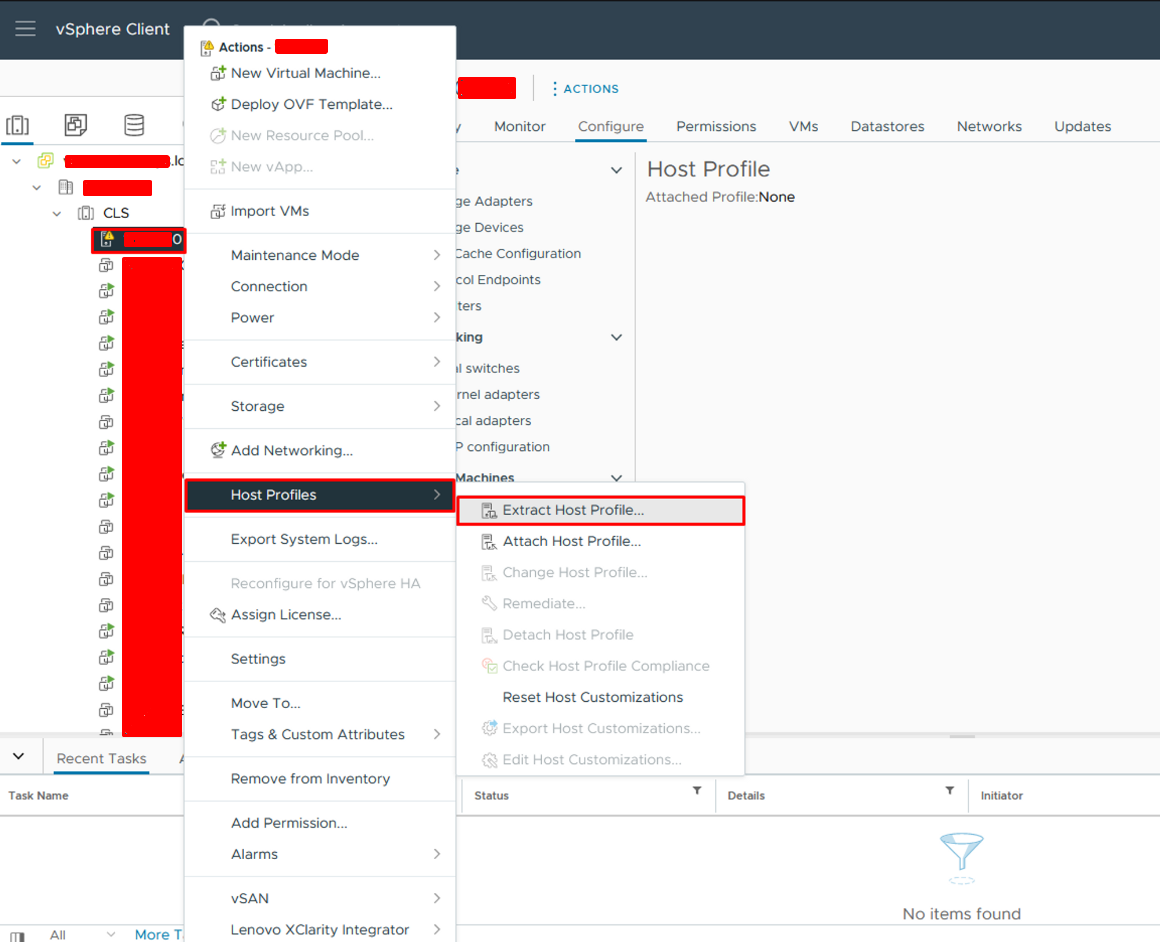 vSphere Client
Actions -
New Virtual Machine...
Deploy OVF Template...
New Resource Pool...
New vApp...
Import VMs
Maintenance Mode
Connection
Power
Certificates
Storage
Add Networking...
Host Profiles
Export System Logs...
Reconfigure for vSphere HA
Assign License...
Settings
Move To...
Tags & Custom Attributes
Remove from Inventory
Add Permission...
Alarms
vSAN
Lenovo XClarity Integrator
CLS
ACTIONS
Monitor Configure Permissions VMs Datastores Networks Updates
ge Adapters
ge Devices
Cache Configuration
col Endpoints
ters
king
al switches
rnel adapters
cal adapters
P configuration
Machines
Host Profile
Attached Profile:None
Extract Host Profile...
Attach Host Profile...
Change Host Profile...
Remediate...
Detach Host Profile
Check Host Profile Compliance
Reset Host Customizations
Export Host Customizations...
Edit Host Customizations...
Recent Tasks
Task Name Status Details Initiator
No items found
All More T